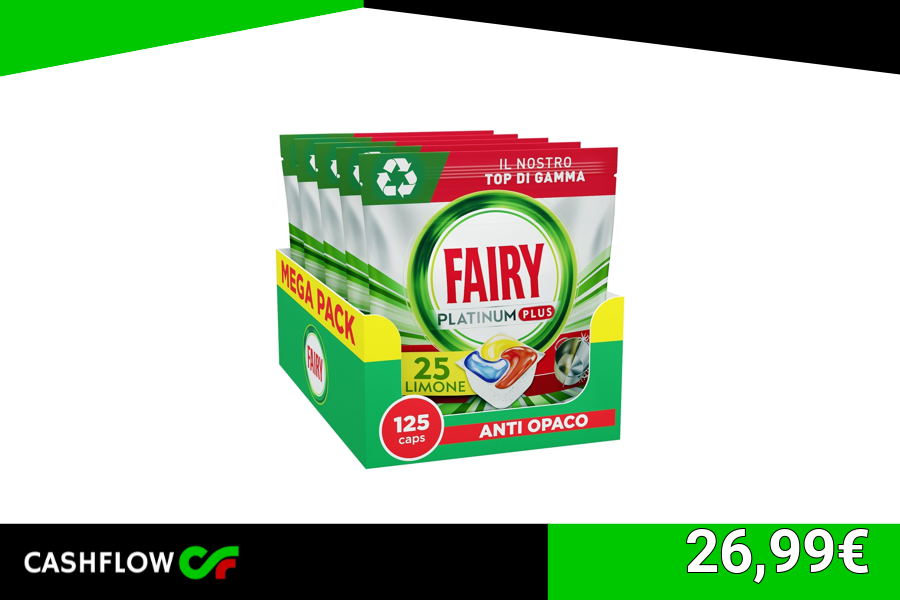 IL NOSTRO
TOP DI GAMMA
FAIRY
PLATINUM PLUS
25
LIMONE
MEGA PACK
FAIRY
125
caps
ANTI OPACO
CASHFLOW
26,99€